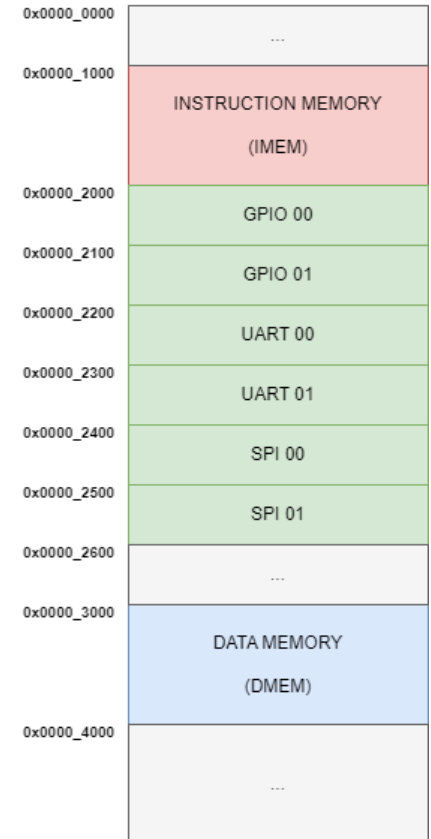 0x0000_0000
...
0x0000_1000
INSTRUCTION MEMORY
(IMEM)
0x0000_2000
GPIO 00
0x0000_2100
GPIO 01
0x0000_2200
UART 00
0x0000_2300
UART 01
0x0000_2400
SPI 00
0x0000_2500
SPI 01
0x0000_2600
...
0x0000_3000
DATA MEMORY
(DMEM)
0x0000_4000
...